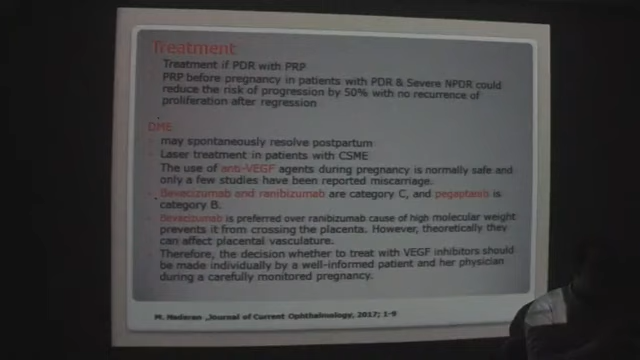 Treatment
Treatment if PDR with PRP
PRP before pregnancy in patients with PDR & Severe NPDR could
reduce the risk of progression by 50% with no recurrence of
proliferation after regression
DME
may spontaneously resolve postpartum
Laser treatment in patients with CSME
The use of anti-VEGF agents during pregnancy is normally safe and
only a few studies have been reported miscarriage.
Bevacizumab and ranibizumab are category C, and pegaptanib is
category B.
Bevacizumab is preferred over ranibizumab cause of high molecular weight
prevents it from crossing the placenta. However, theoretically they
can affect placental vasculature.
Therefore, the decision whether to treat with VEGF inhibitors should
be made individually by a well-informed patient and her physician
during a carefully monitored pregnancy.
M. Naderan ,Journal of Current Ophthalmology, 2017; 1-9